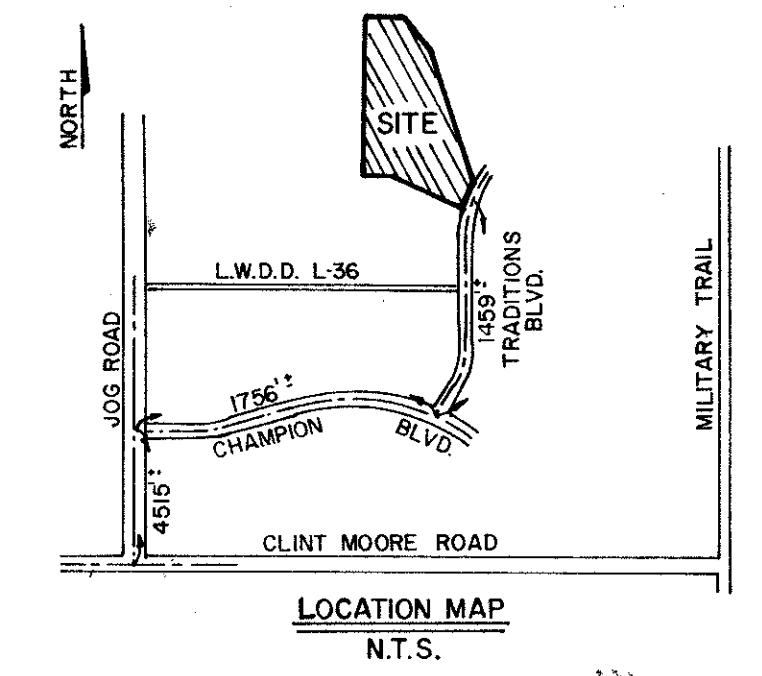 NORTH
SITE
L.W.D.D. L-36
1459'±
TRADITIONS
BLVD.
MILITARY TRAIL
JOG ROAD
1756'±
CHAMPION BLVD.
4515'±
CLINT MOORE ROAD
LOCATION MAP
N.T.S.